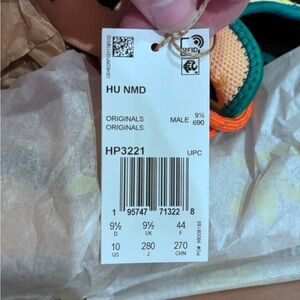 RFID
HU NMD
ORIGINALS MALE 9½
ORIGINALS 690
HP3221 UPC
1 95747 71322 8
9½ 9½ 44
D UK F
10 280 270
US J CHN